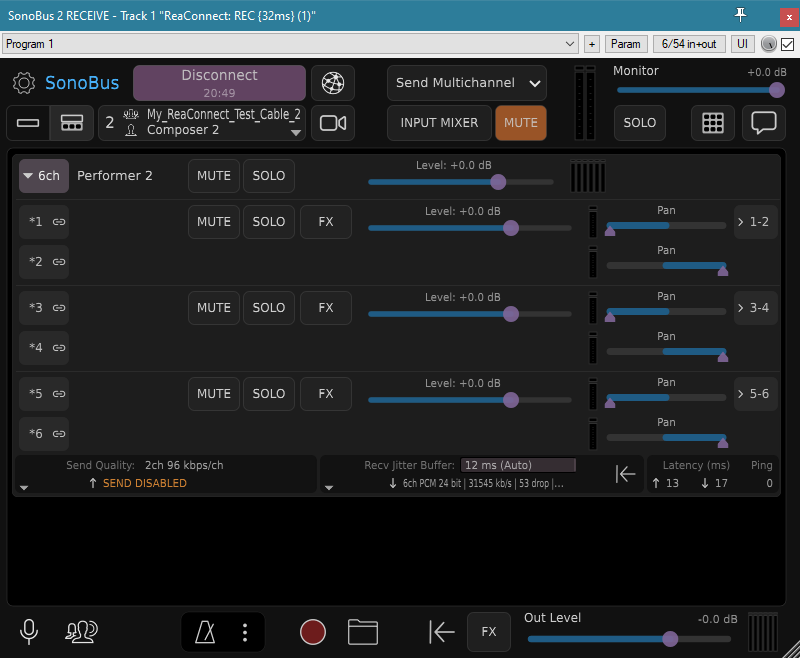 SonoBus 2 RECEIVE - Track 1 "ReaConnect: REC {32ms} (1)"
x
Program 1 + Param 6/54 in+out UI
SonoBus Disconnect
20:49
Send Multichannel
Monitor +0.0 dB
2 My_ReaConnect_Test_Cable_2
Composer 2
INPUT MIXER MUTE SOLO
6ch Performer 2 MUTE SOLO Level: +0.0 dB
*1 MUTE SOLO FX Level: +0.0 dB Pan > 1-2
*2 Pan
*3 MUTE SOLO FX Level: +0.0 dB Pan > 3-4
*4 Pan
*5 MUTE SOLO FX Level: +0.0 dB Pan > 5-6
*6 Pan
Send Quality: 2ch 96 kbps/ch
↑ SEND DISABLED
Recv Jitter Buffer: 12 ms (Auto)
↓ 6ch PCM 24 bit | 31545 kb/s | 53 drop |...
Latency (ms) Ping
↑ 13 ↓ 17 0
FX Out Level -0.0 dB